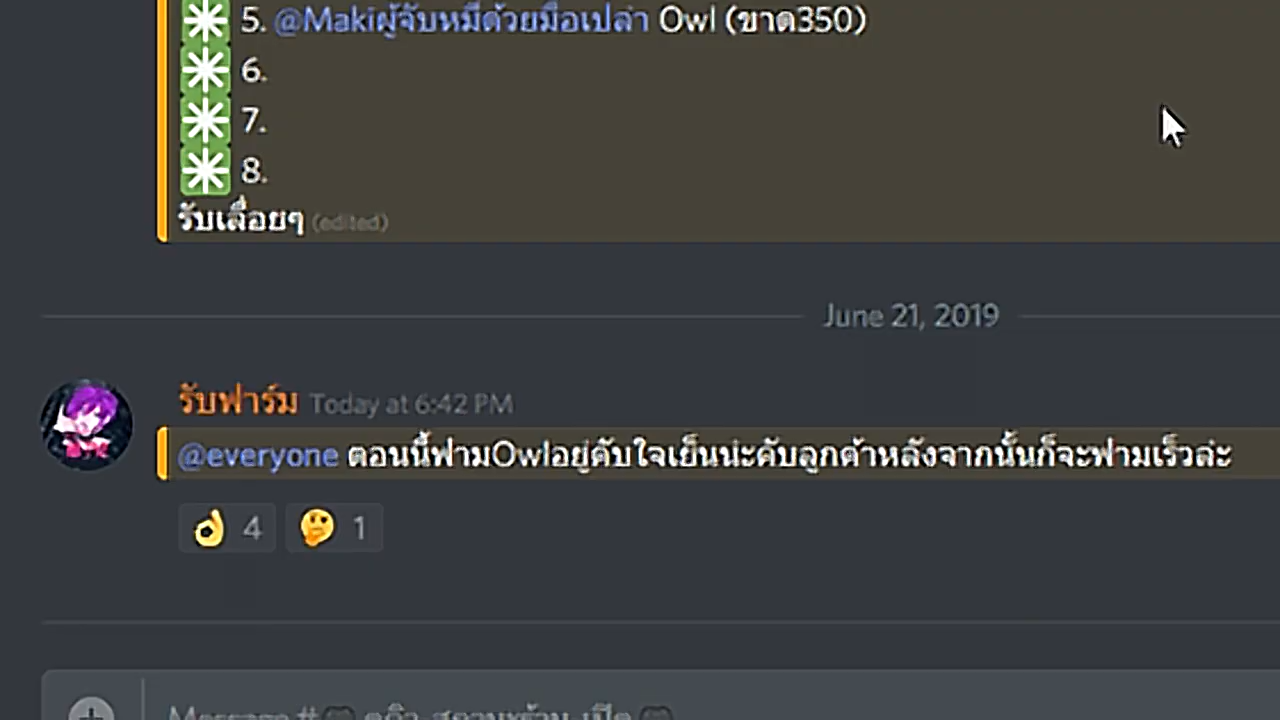 5. @Makiผู้จับหมีด้วยมือเปล่า Owl (ขาด350)
6.
7.
8.
รับเลื่อยๆ (edited)
June 21, 2019
รับฟาร์ม Today at 6:42 PM
@everyone ตอนนี้ฟามOwlอยู่คับใจเย็นน่ะคับลูกค้าหลังจากนั้นก็จะฟามเร็วล่ะ
4 1
Message #